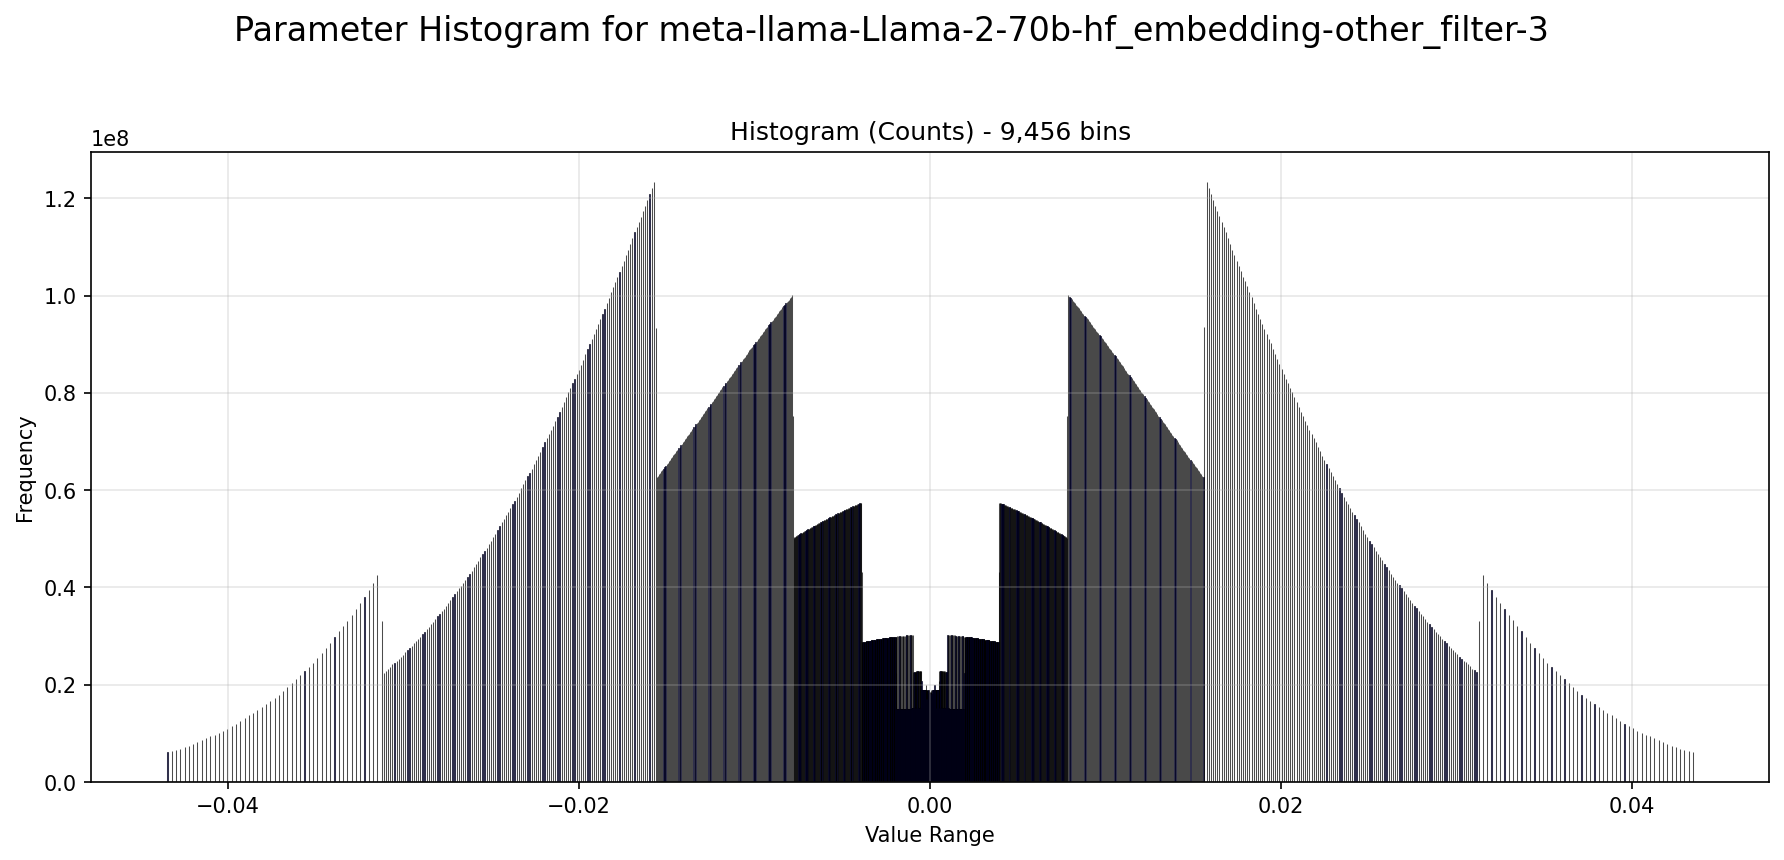 Parameter Histogram for meta-llama-Llama-2-70b-hf_embedding-other_filter-3
Histogram (Counts) - 9,456 bins
1e8
1.2
1.0
0.8
0.6
0.4
0.2
0.0
Frequency
−0.04 −0.02 0.00 0.02 0.04
Value Range